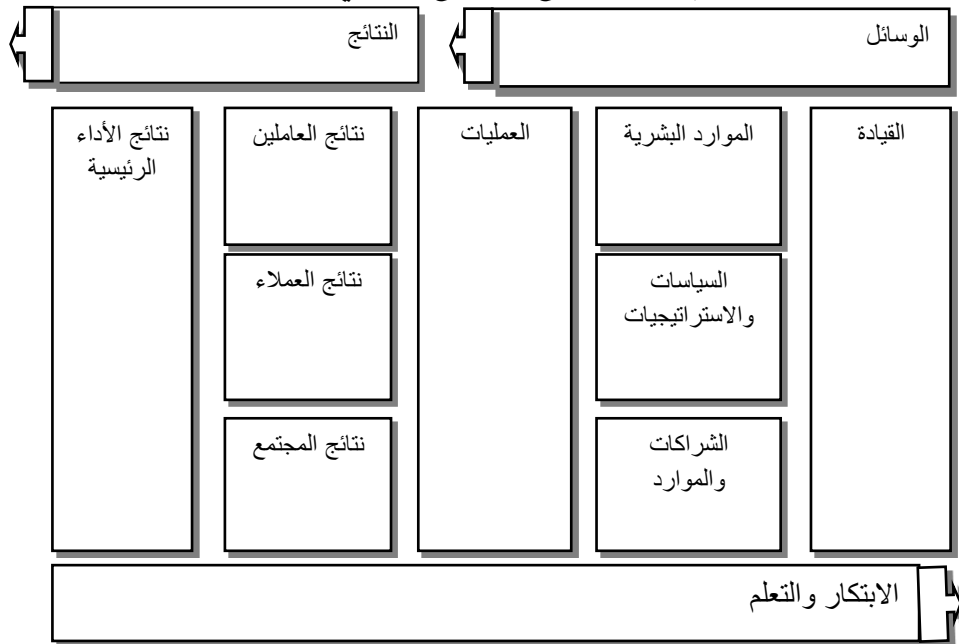 الوسائل
النتائج
القيادة
الموارد البشرية
السياسات
والاستراتيجيات
الشراكات
والموارد
العمليات
نتائج العاملين
نتائج العملاء
نتائج المجتمع
نتائج الأداء
الرئيسية
الابتكار والتعلم